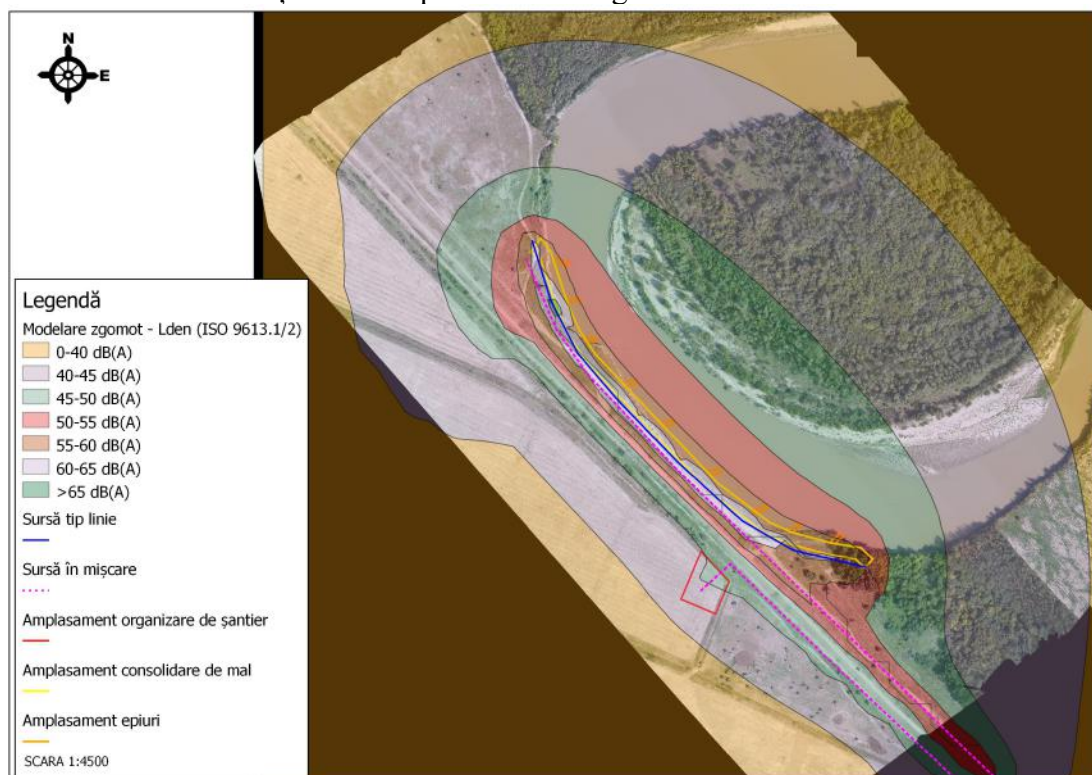 N
E
Legendă
Modelare zgomot - Lden (ISO 9613.1/2)
0-40 dB(A)
40-45 dB(A)
45-50 dB(A)
50-55 dB(A)
55-60 dB(A)
60-65 dB(A)
>65 dB(A)
Sursă tip linie
Sursă în mișcare
Amplasament organizare de șantier
Amplasament consolidare de mal
Amplasament epiuri
SCARA 1:4500